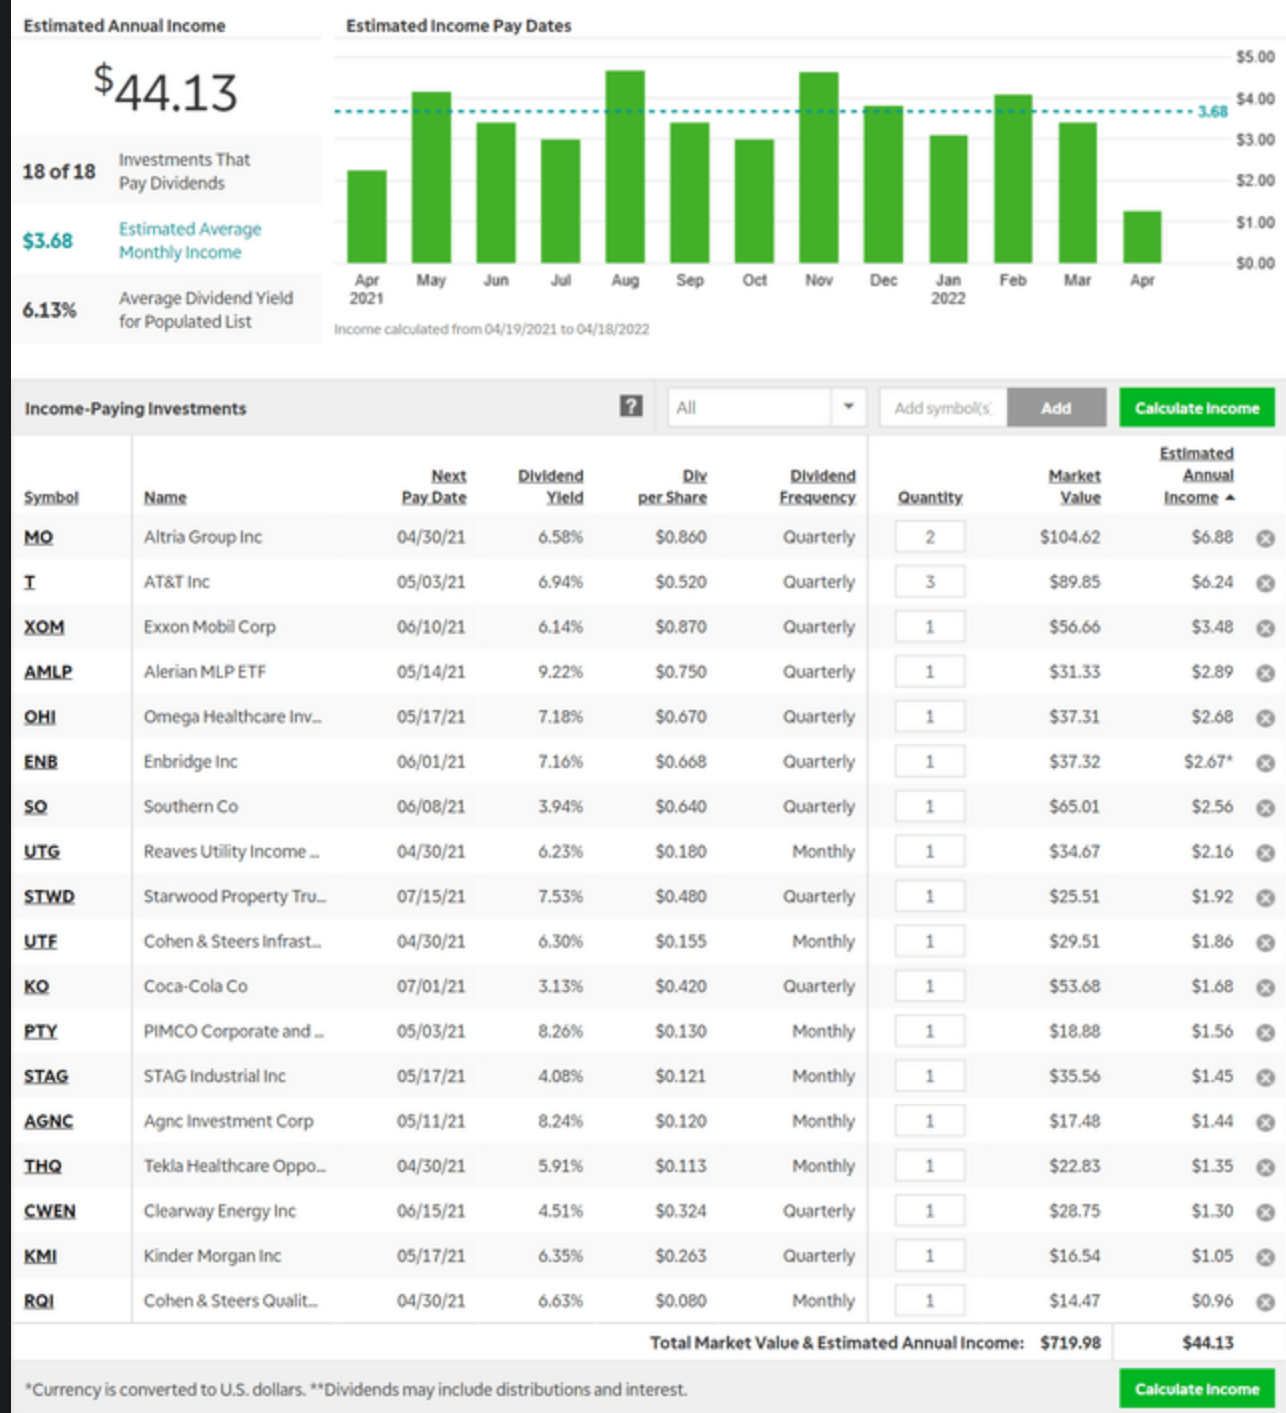 Estimated Annual Income
$44.13
18 of 18 Investments That
Pay Dividends
$3.68 Estimated Average
Monthly Income
6.13% Average Dividend Yield
for Populated List
Estimated Income Pay Dates
$5.00
$4.00
3.68
$3.00
$2.00
$1.00
$0.00
Apr May Jun Jul Aug Sep Oct Nov Dec Jan Feb Mar Apr
2021 2022
Income calculated from 04/19/2021 to 04/18/2022
Income-Paying Investments ? All Add symbol(s Add Calculate Income
Symbol Name Next Pay Date Dividend Yield Div per Share Dividend Frequency Quantity Market Value Estimated Annual Income
MO Altria Group Inc 04/30/21 6.58% $0.860 Quarterly 2 $104.62 $6.88
T AT&T Inc 05/03/21 6.94% $0.520 Quarterly 3 $89.85 $6.24
XOM Exxon Mobil Corp 06/10/21 6.14% $0.870 Quarterly 1 $56.66 $3.48
AMLP Alerian MLP ETF 05/14/21 9.22% $0.750 Quarterly 1 $31.33 $2.89
OHI Omega Healthcare Inv... 05/17/21 7.18% $0.670 Quarterly 1 $37.31 $2.68
ENB Enbridge Inc 06/01/21 7.16% $0.668 Quarterly 1 $37.32 $2.67*
SO Southern Co 06/08/21 3.94% $0.640 Quarterly 1 $65.01 $2.56
UTG Reaves Utility Income ... 04/30/21 6.23% $0.180 Monthly 1 $34.67 $2.16
STWD Starwood Property Tru... 07/15/21 7.53% $0.480 Quarterly 1 $25.51 $1.92
UTF Cohen & Steers Infrast... 04/30/21 6.30% $0.155 Monthly 1 $29.51 $1.86
KO Coca-Cola Co 07/01/21 3.13% $0.420 Quarterly 1 $53.68 $1.68
PTY PIMCO Corporate and ... 05/03/21 8.26% $0.130 Monthly 1 $18.88 $1.56
STAG STAG Industrial Inc 05/17/21 4.08% $0.121 Monthly 1 $35.56 $1.45
AGNC Agnc Investment Corp 05/11/21 8.24% $0.120 Monthly 1 $17.48 $1.44
THQ Tekla Healthcare Oppo... 04/30/21 5.91% $0.113 Monthly 1 $22.83 $1.35
CWEN Clearway Energy Inc 06/15/21 4.51% $0.324 Quarterly 1 $28.75 $1.30
KMI Kinder Morgan Inc 05/17/21 6.35% $0.263 Quarterly 1 $16.54 $1.05
RQI Cohen & Steers Qualit... 04/30/21 6.63% $0.080 Monthly 1 $14.47 $0.96
Total Market Value & Estimated Annual Income: $719.98 $44.13
*Currency is converted to U.S. dollars. **Dividends may include distributions and interest. Calculate Income